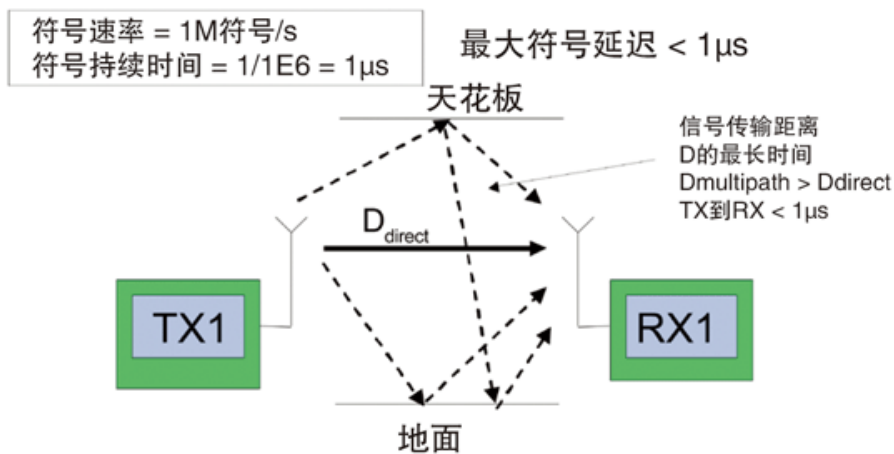 符号速率 = 1M符号/s
符号持续时间 = 1/1E6 = 1μs
最大符号延迟 < 1μs
天花板
信号传输距离
D的最长时间
Dmultipath > Ddirect
TX到RX < 1μs
Ddirect
TX1
RX1
地面